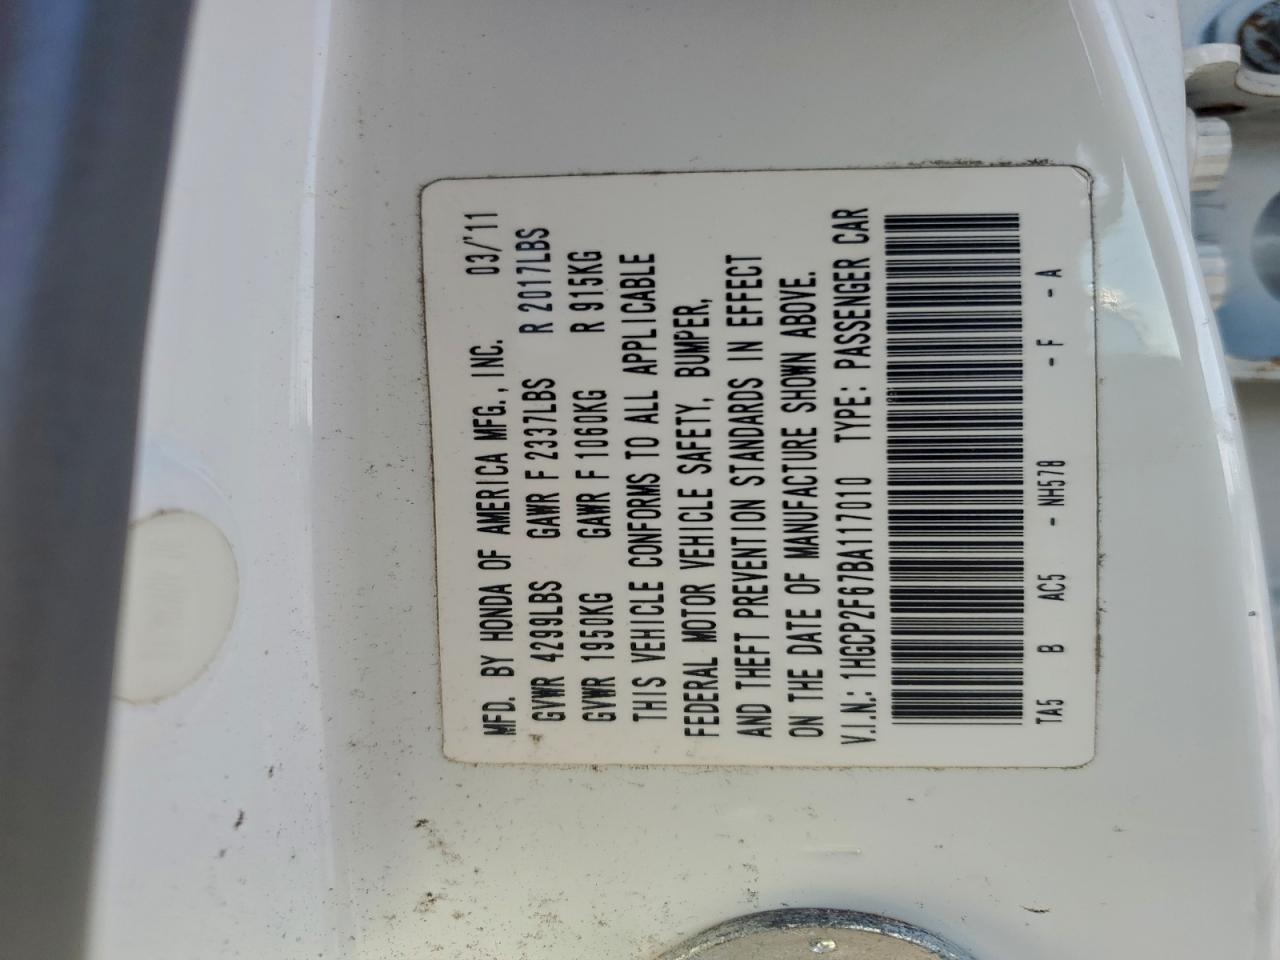 MFD. BY HONDA OF AMERICA MFG., INC. 03/'11
GVWR 4299LBS GAWR F 2337LBS R 2017LBS
GVWR 1950KG GAWR F 1060KG R 915KG
THIS VEHICLE CONFORMS TO ALL APPLICABLE
FEDERAL MOTOR VEHICLE SAFETY, BUMPER,
AND THEFT PREVENTION STANDARDS IN EFFECT
ON THE DATE OF MANUFACTURE SHOWN ABOVE.
V.I.N.: 1HGCP2F67BA117010 TYPE: PASSENGER CAR
TA5 B AC5 - NH578 - F - A